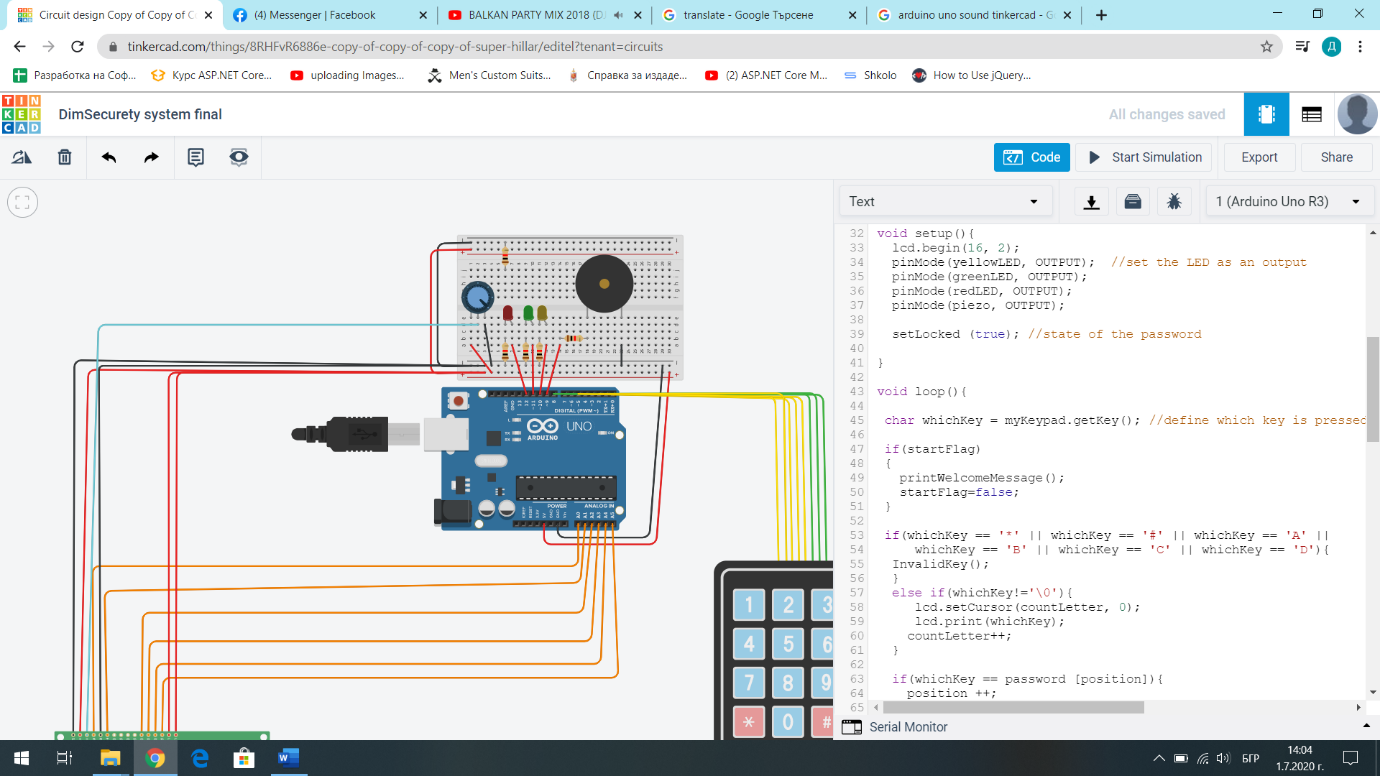 Circuit design Copy of Copy of C
(4) Messenger | Facebook
BALKAN PARTY MIX 2018 (DJ
translate - Google Търсене
arduino uno sound tinkercad - G
tinkercad.com/things/8RHFvR6886e-copy-of-copy-of-copy-of-super-hillar/editel?tenant=circuits
Д
Разработка на Соф...
Курс ASP.NET Core...
uploading Images...
Men's Custom Suits...
Справка за издаде...
(2) ASP.NET Core M...
Shkolo
How to Use jQuery...
TIN
KER
CAD
DimSecurety system final
All changes saved
Code
Start Simulation
Export
Share
Text
1 (Arduino Uno R3)
32 void setup(){
33 lcd.begin(16, 2);
34 pinMode(yellowLED, OUTPUT); //set the LED as an output
35 pinMode(greenLED, OUTPUT);
36 pinMode(redLED, OUTPUT);
37 pinMode(piezo, OUTPUT);
38
39 setLocked (true); //state of the password
40
41 }
42
43 void loop(){
44
45 char whichKey = myKeypad.getKey(); //define which key is pressed
46
47 if(startFlag)
48 {
49 printWelcomeMessage();
50 startFlag=false;
51 }
52
53 if(whichKey == '*' || whichKey == '#' || whichKey == 'A' ||
54 whichKey == 'B' || whichKey == 'C' || whichKey == 'D'){
55 InvalidKey();
56 }
57 else if(whichKey!='\0'){
58 lcd.setCursor(countLetter, 0);
59 lcd.print(whichKey);
60 countLetter++;
61 }
62
63 if(whichKey == password [position]){
64 position ++;
65
Serial Monitor
DIGITAL (PWM ~)
UNO
ARDUINO
POWER
ANALOG IN
A0 A1 A2 A3 A4 A5
1 2 3
4 5 6
7 8 9
* 0 #
БГР
14:04
1.7.2020 г.